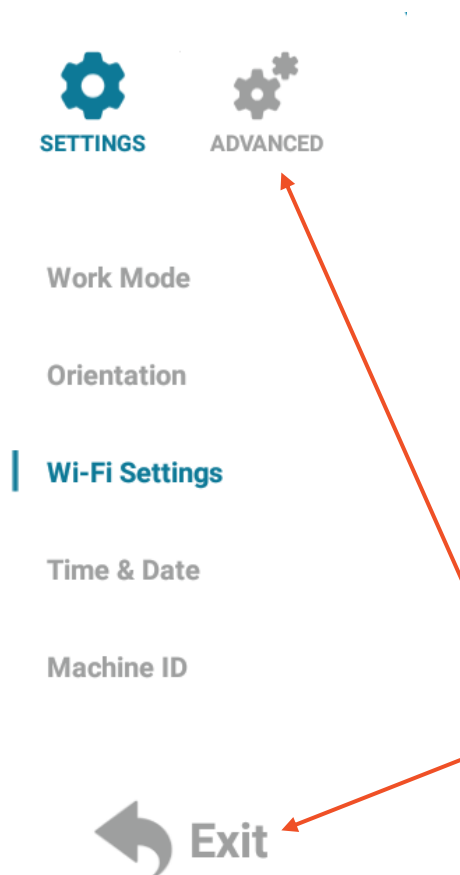 SETTINGS ADVANCED
Work Mode
Orientation
Wi-Fi Settings
Time & Date
Machine ID
Exit